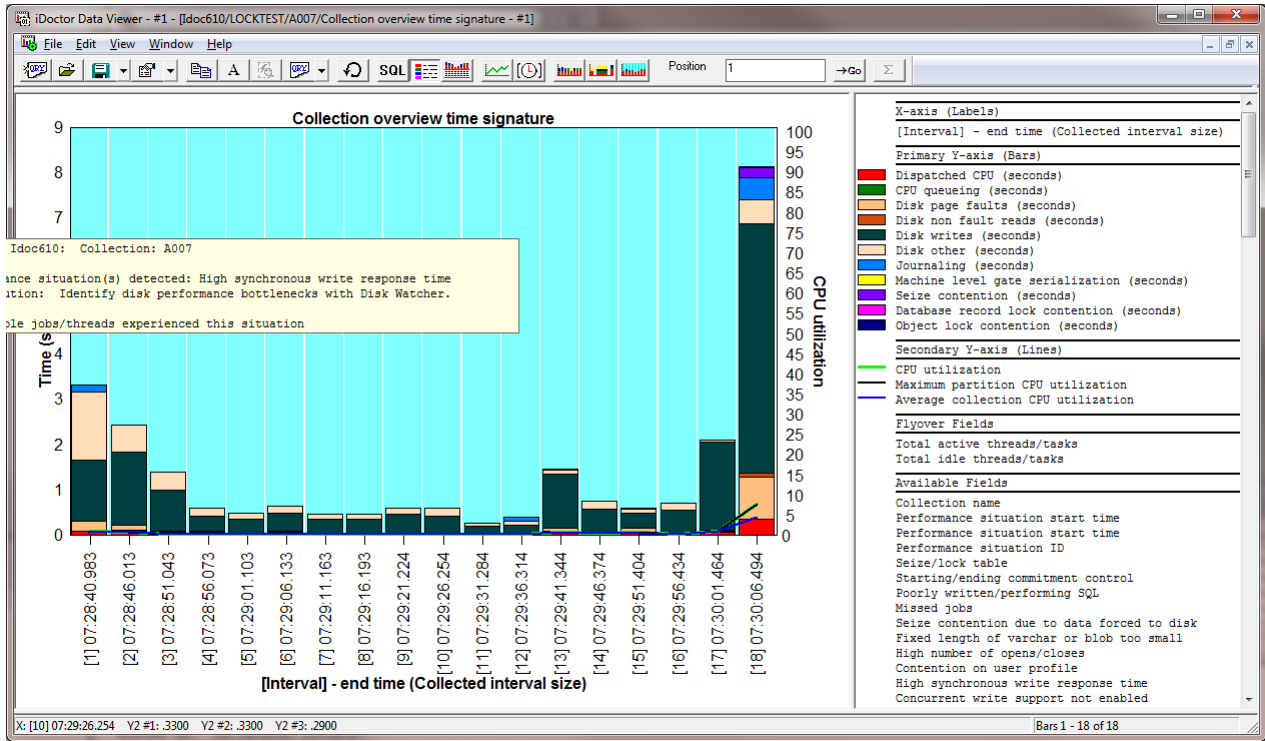 iDoctor Data Viewer - #1 - [Idoc610/LOCKTEST/A007/Collection overview time signature - #1]
File Edit View Window Help
QRY A QRY SQL Position 1 Go Σ
Collection overview time signature
9
8
7
4
3
2
1
0
Time (s
Idoc610: Collection: A007
ance situation(s) detected: High synchronous write response time
ution: Identify disk performance bottlenecks with Disk Watcher.
ole jobs/threads experienced this situation
100
95
90
85
80
75
70
65
60
55
50
45
40
35
30
25
20
15
10
5
0
CPU utilization
[1] 07:28:40.983
[2] 07:28:46.013
[3] 07:28:51.043
[4] 07:28:56.073
[5] 07:29:01.103
[6] 07:29:06.133
[7] 07:29:11.163
[8] 07:29:16.193
[9] 07:29:21.224
[10] 07:29:26.254
[11] 07:29:31.284
[12] 07:29:36.314
[13] 07:29:41.344
[14] 07:29:46.374
[15] 07:29:51.404
[16] 07:29:56.434
[17] 07:30:01.464
[18] 07:30:06.494
[Interval] - end time (Collected interval size)
X-axis (Labels)
[Interval] - end time (Collected interval size)
Primary Y-axis (Bars)
Dispatched CPU (seconds)
CPU queueing (seconds)
Disk page faults (seconds)
Disk non fault reads (seconds)
Disk writes (seconds)
Disk other (seconds)
Journaling (seconds)
Machine level gate serialization (seconds)
Seize contention (seconds)
Database record lock contention (seconds)
Object lock contention (seconds)
Secondary Y-axis (Lines)
CPU utilization
Maximum partition CPU utilization
Average collection CPU utilization
Flyover Fields
Total active threads/tasks
Total idle threads/tasks
Available Fields
Collection name
Performance situation start time
Performance situation start time
Performance situation ID
Seize/lock table
Starting/ending commitment control
Poorly written/performing SQL
Missed jobs
Seize contention due to data forced to disk
Fixed length of varchar or blob too small
High number of opens/closes
Contention on user profile
High synchronous write response time
Concurrent write support not enabled
X: [10] 07:29:26.254 Y2 #1: .3300 Y2 #2: .3300 Y2 #3: .2900
Bars 1 - 18 of 18